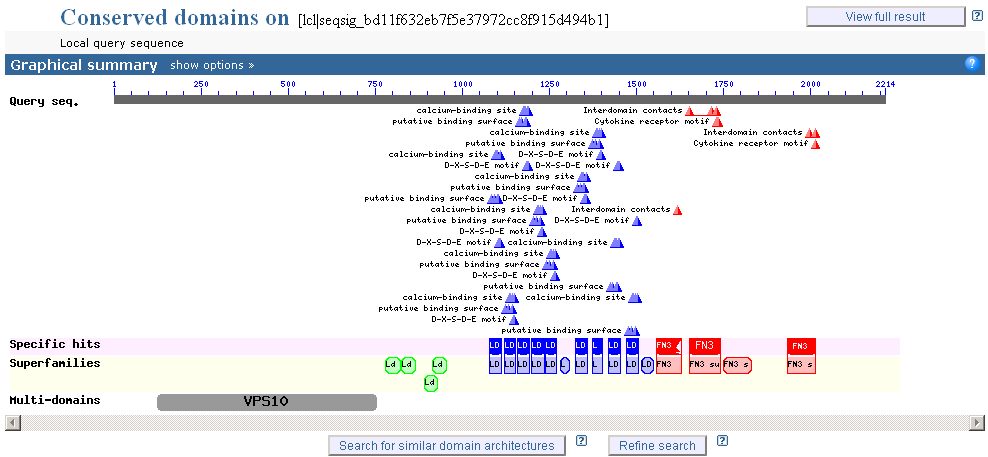 Conserved domains on [lcl|seqsig_bd11f632eb7f5e37972cc8f915d494b1]
View full result ?
Local query sequence
Graphical summary show options » ?
1 250 500 750 1000 1250 1500 1750 2000 2214
Query seq.
calcium-binding site Interdomain contacts
putative binding surface Cytokine receptor motif
calcium-binding site Interdomain contacts
putative binding surface Cytokine receptor motif
calcium-binding site D-X-S-D-E motif
D-X-S-D-E motif D-X-S-D-E motif
calcium-binding site
putative binding surface
putative binding surface D-X-S-D-E motif
calcium-binding site Interdomain contacts
putative binding surface D-X-S-D-E motif
D-X-S-D-E motif
D-X-S-D-E motif calcium-binding site
calcium-binding site
putative binding surface
D-X-S-D-E motif
putative binding surface
calcium-binding site calcium-binding site
putative binding surface
D-X-S-D-E motif
putative binding surface
Specific hits LD LD LD LD LD LD L LD LD FN3 FN3 FN3
Superfamilies Ld Ld Ld LD LD LD LD LD L LD L LD LD LD FN3 FN3 su FN3 s FN3 s
Ld
Multi-domains VPS10
Search for similar domain architectures ? Refine search ?